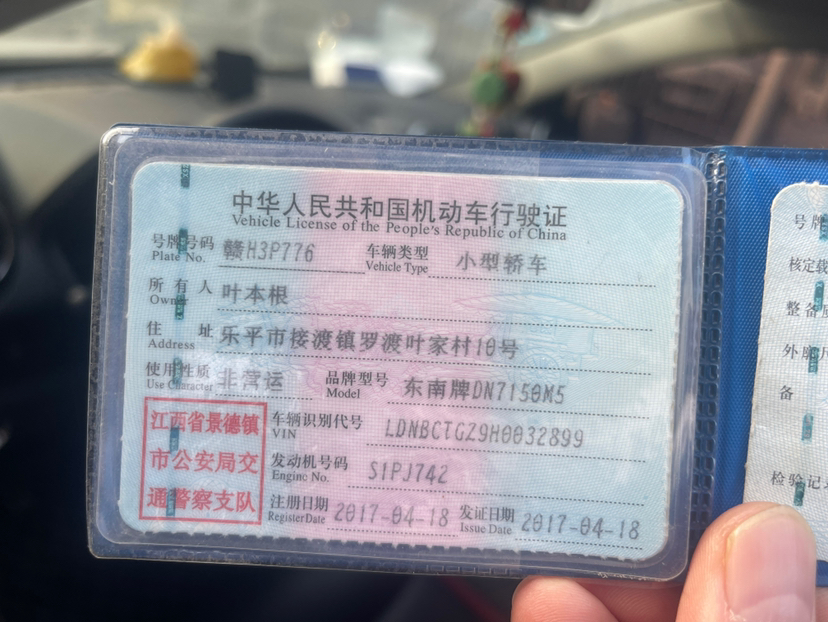 中华人民共和国机动车行驶证
Vehicle License of the People's Republic of China
号牌号码 赣H3P776 车辆类型 小型轿车
Plate No. Vehicle Type
所有人 叶本根
Owner
住址 乐平市接渡镇罗渡叶家村10号
Address
使用性质 非营运 品牌型号 东南牌DN7150M5
Use Character Model
江西省景德镇
市公安局交
通警察支队
车辆识别代号 LDNBCTGZ9H0032899
VIN
发动机号码 S1PJ742
Engine No.
注册日期 2017-04-18 发证日期 2017-04-18
Register Date Issue Date
号牌
核定载
整备
外廓
备
检验记